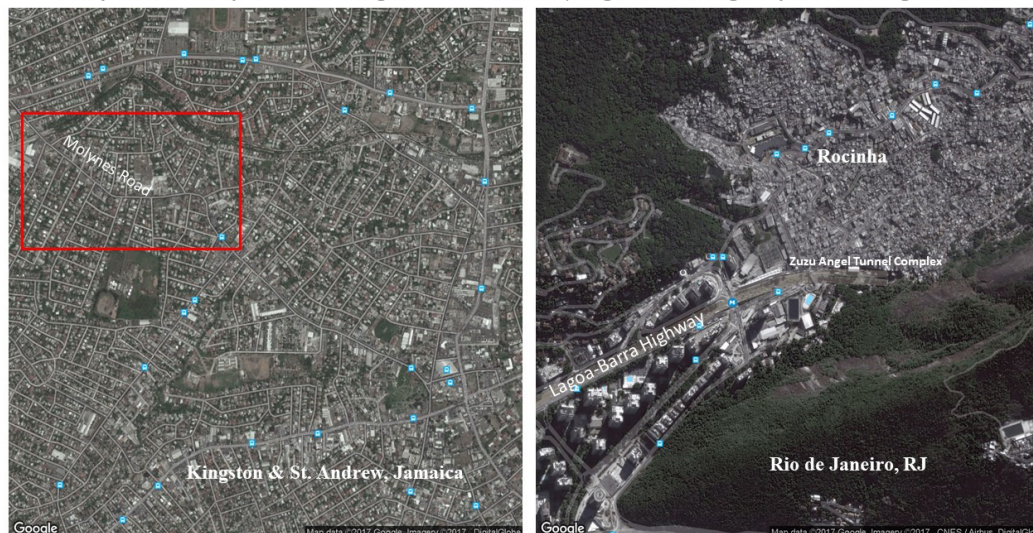 Molynes Road
Kingston & St. Andrew, Jamaica
Google
Map data ©2017 Google, Imagery ©2017 , DigitalGlobe
Rocinha
Zuzu Angel Tunnel Complex
Lagoa-Barra Highway
Rio de Janeiro, RJ
Google
Map data ©2017 Google, Imagery ©2017 , CNES / Airbus, DigitalGlo